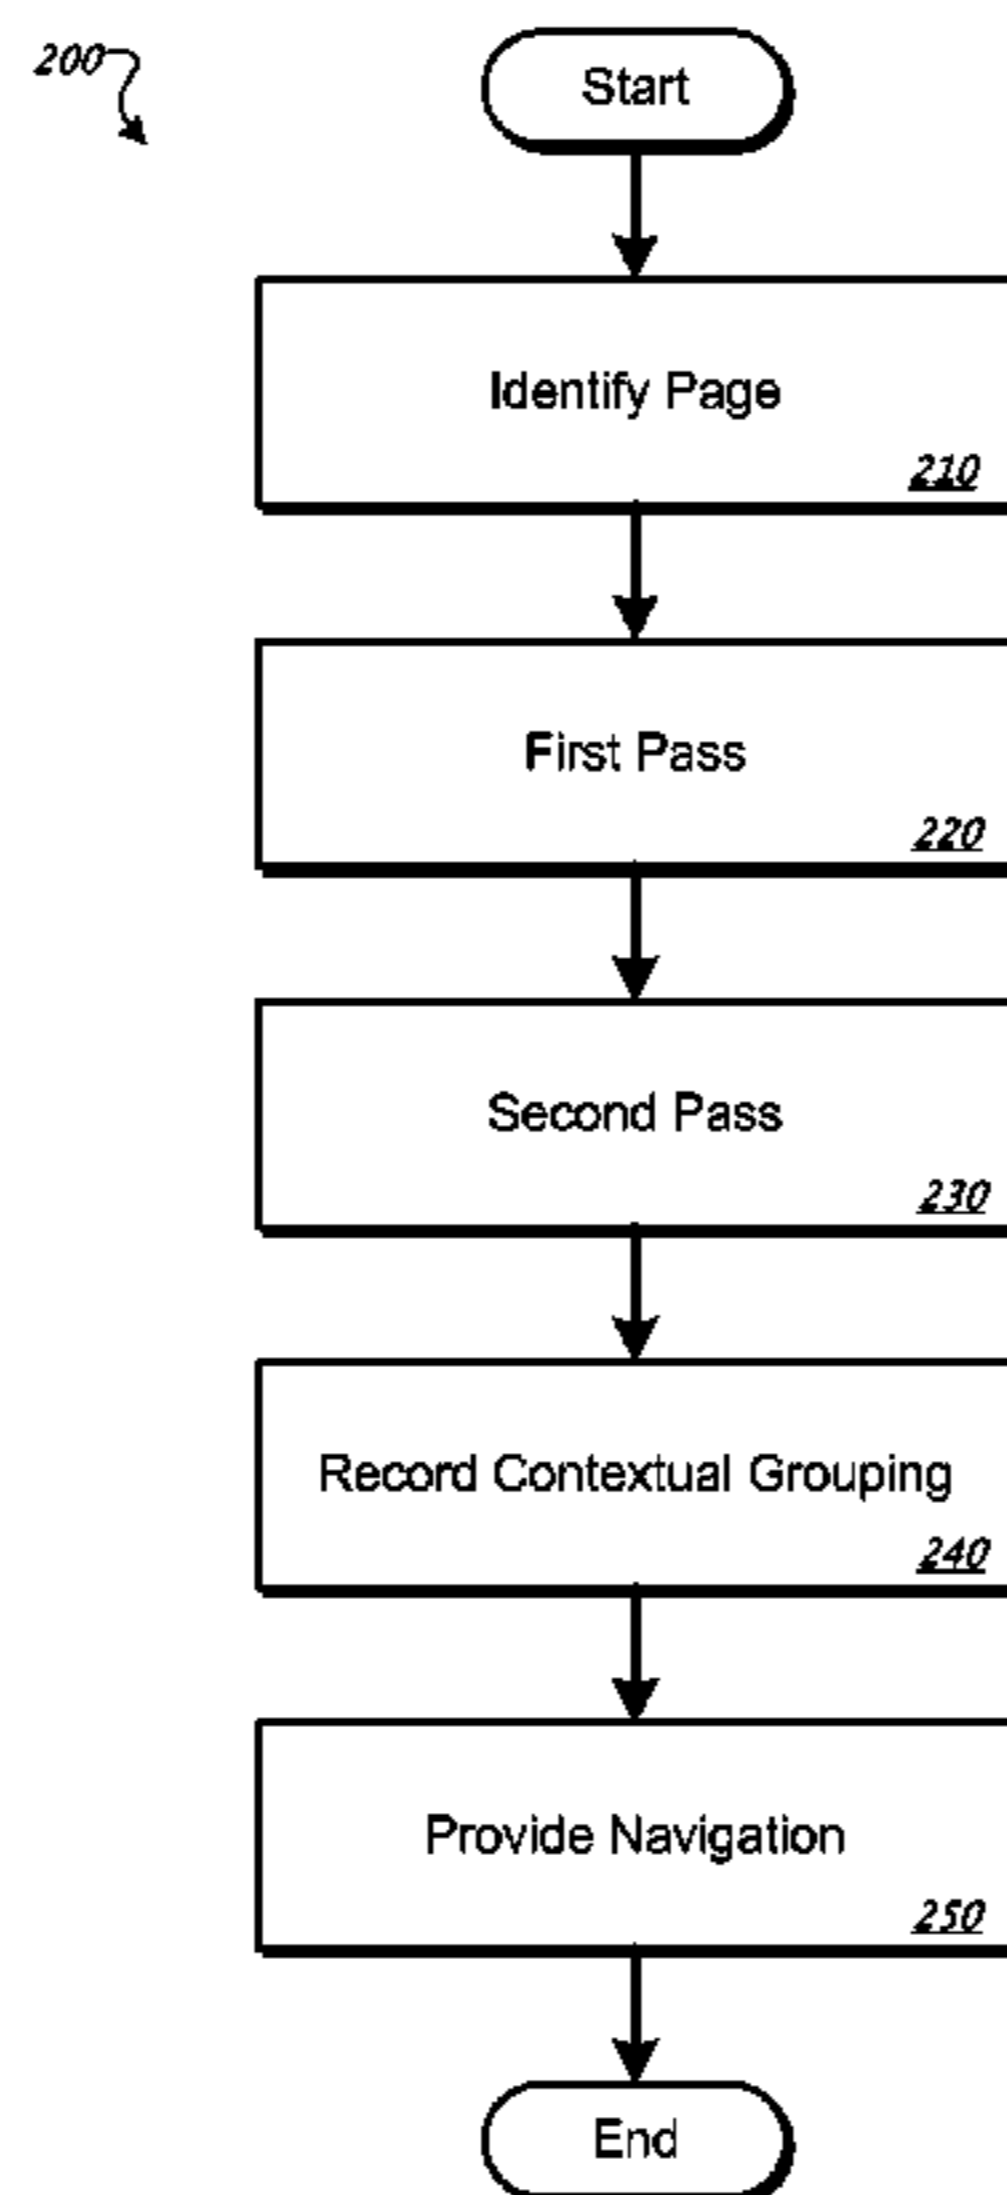 200
Start
Identify Page
210
First Pass
220
Second Pass
230
Record Contextual Grouping
240
Provide Navigation
250
End